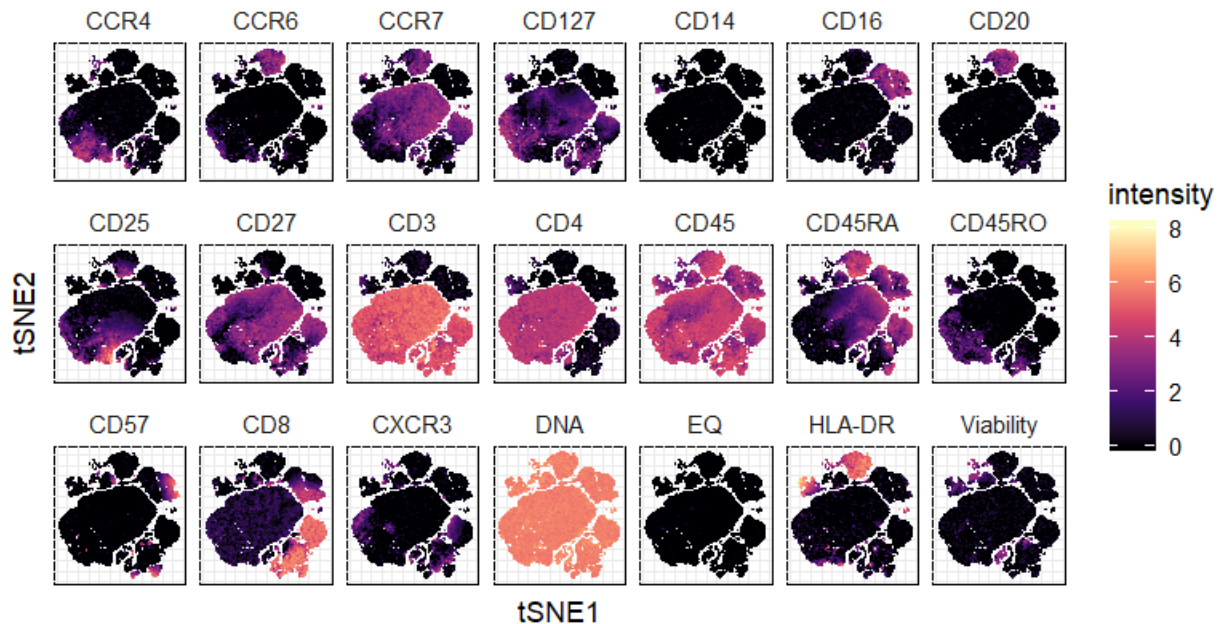 CCR4 CCR6 CCR7 CD127 CD14 CD16 CD20
CD25 CD27 CD3 CD4 CD45 CD45RA CD45RO
CD57 CD8 CXCR3 DNA EQ HLA-DR Viability
tSNE2
tSNE1
intensity
8
6
4
2
0